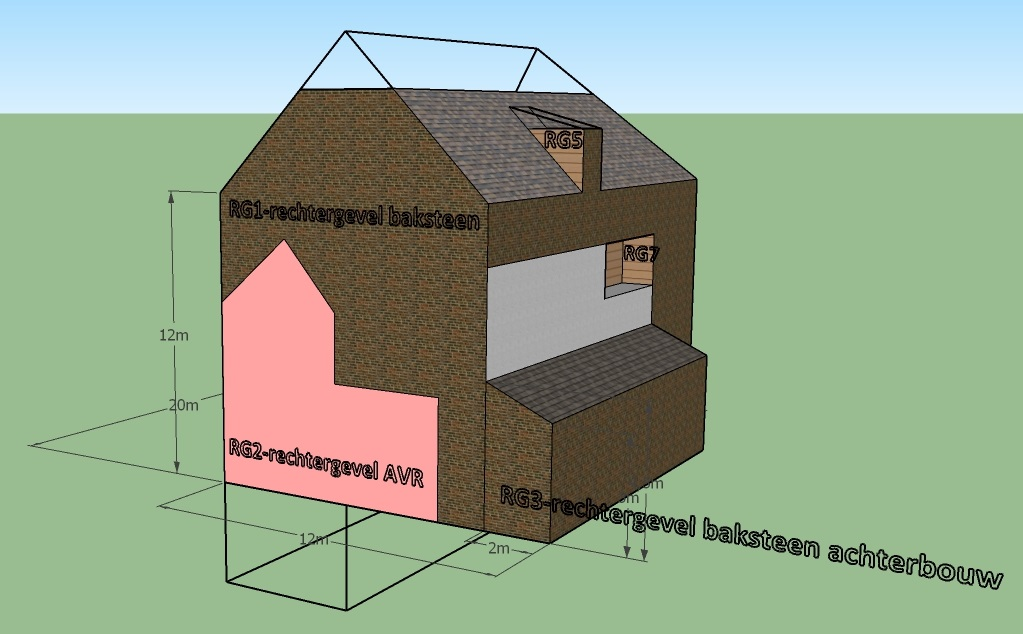 RG5
RG1-rechtergevel baksteen
RG7
12m
20m
RG2-rechtergevel AVR
RG3-rechtergevel baksteen achterbouw
12m
2m